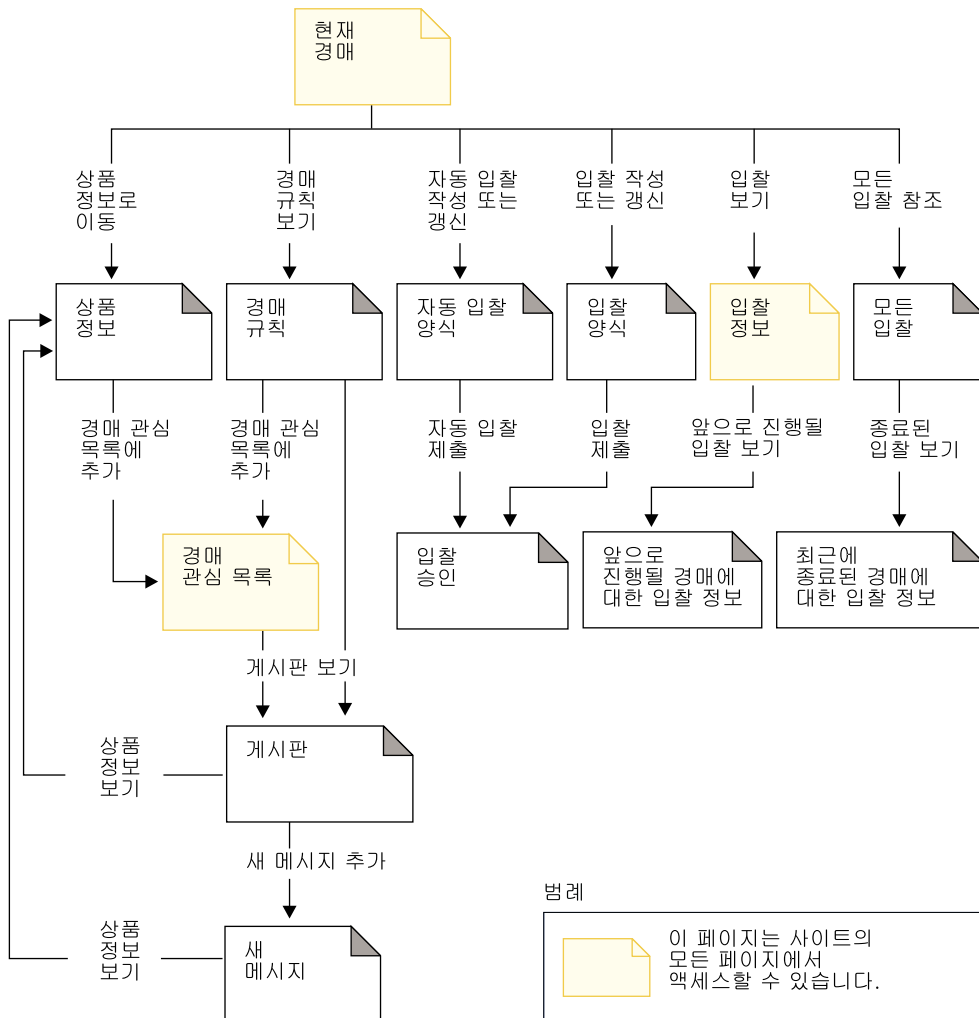 현재
경매
상품
정보로
이동
경매
규칙
보기
자동 입찰
작성 또는
갱신
입찰 작성
또는 갱신
입찰
보기
모든
입찰 참조
상품
정보
경매
규칙
자동 입찰
양식
입찰
양식
입찰
정보
모든
입찰
경매 관심
목록에
추가
경매 관심
목록에
추가
자동 입찰
제출
입찰
제출
앞으로 진행될
입찰 보기
종료된
입찰 보기
경매
관심 목록
입찰
승인
앞으로
진행될 경매에
대한 입찰 정보
최근에
종료된 경매에
대한 입찰 정보
게시판 보기
상품
정보
보기
게시판
새 메시지 추가
상품
정보
보기
새
메시지
범례
이 페이지는 사이트의
모든 페이지에서
액세스할 수 있습니다.